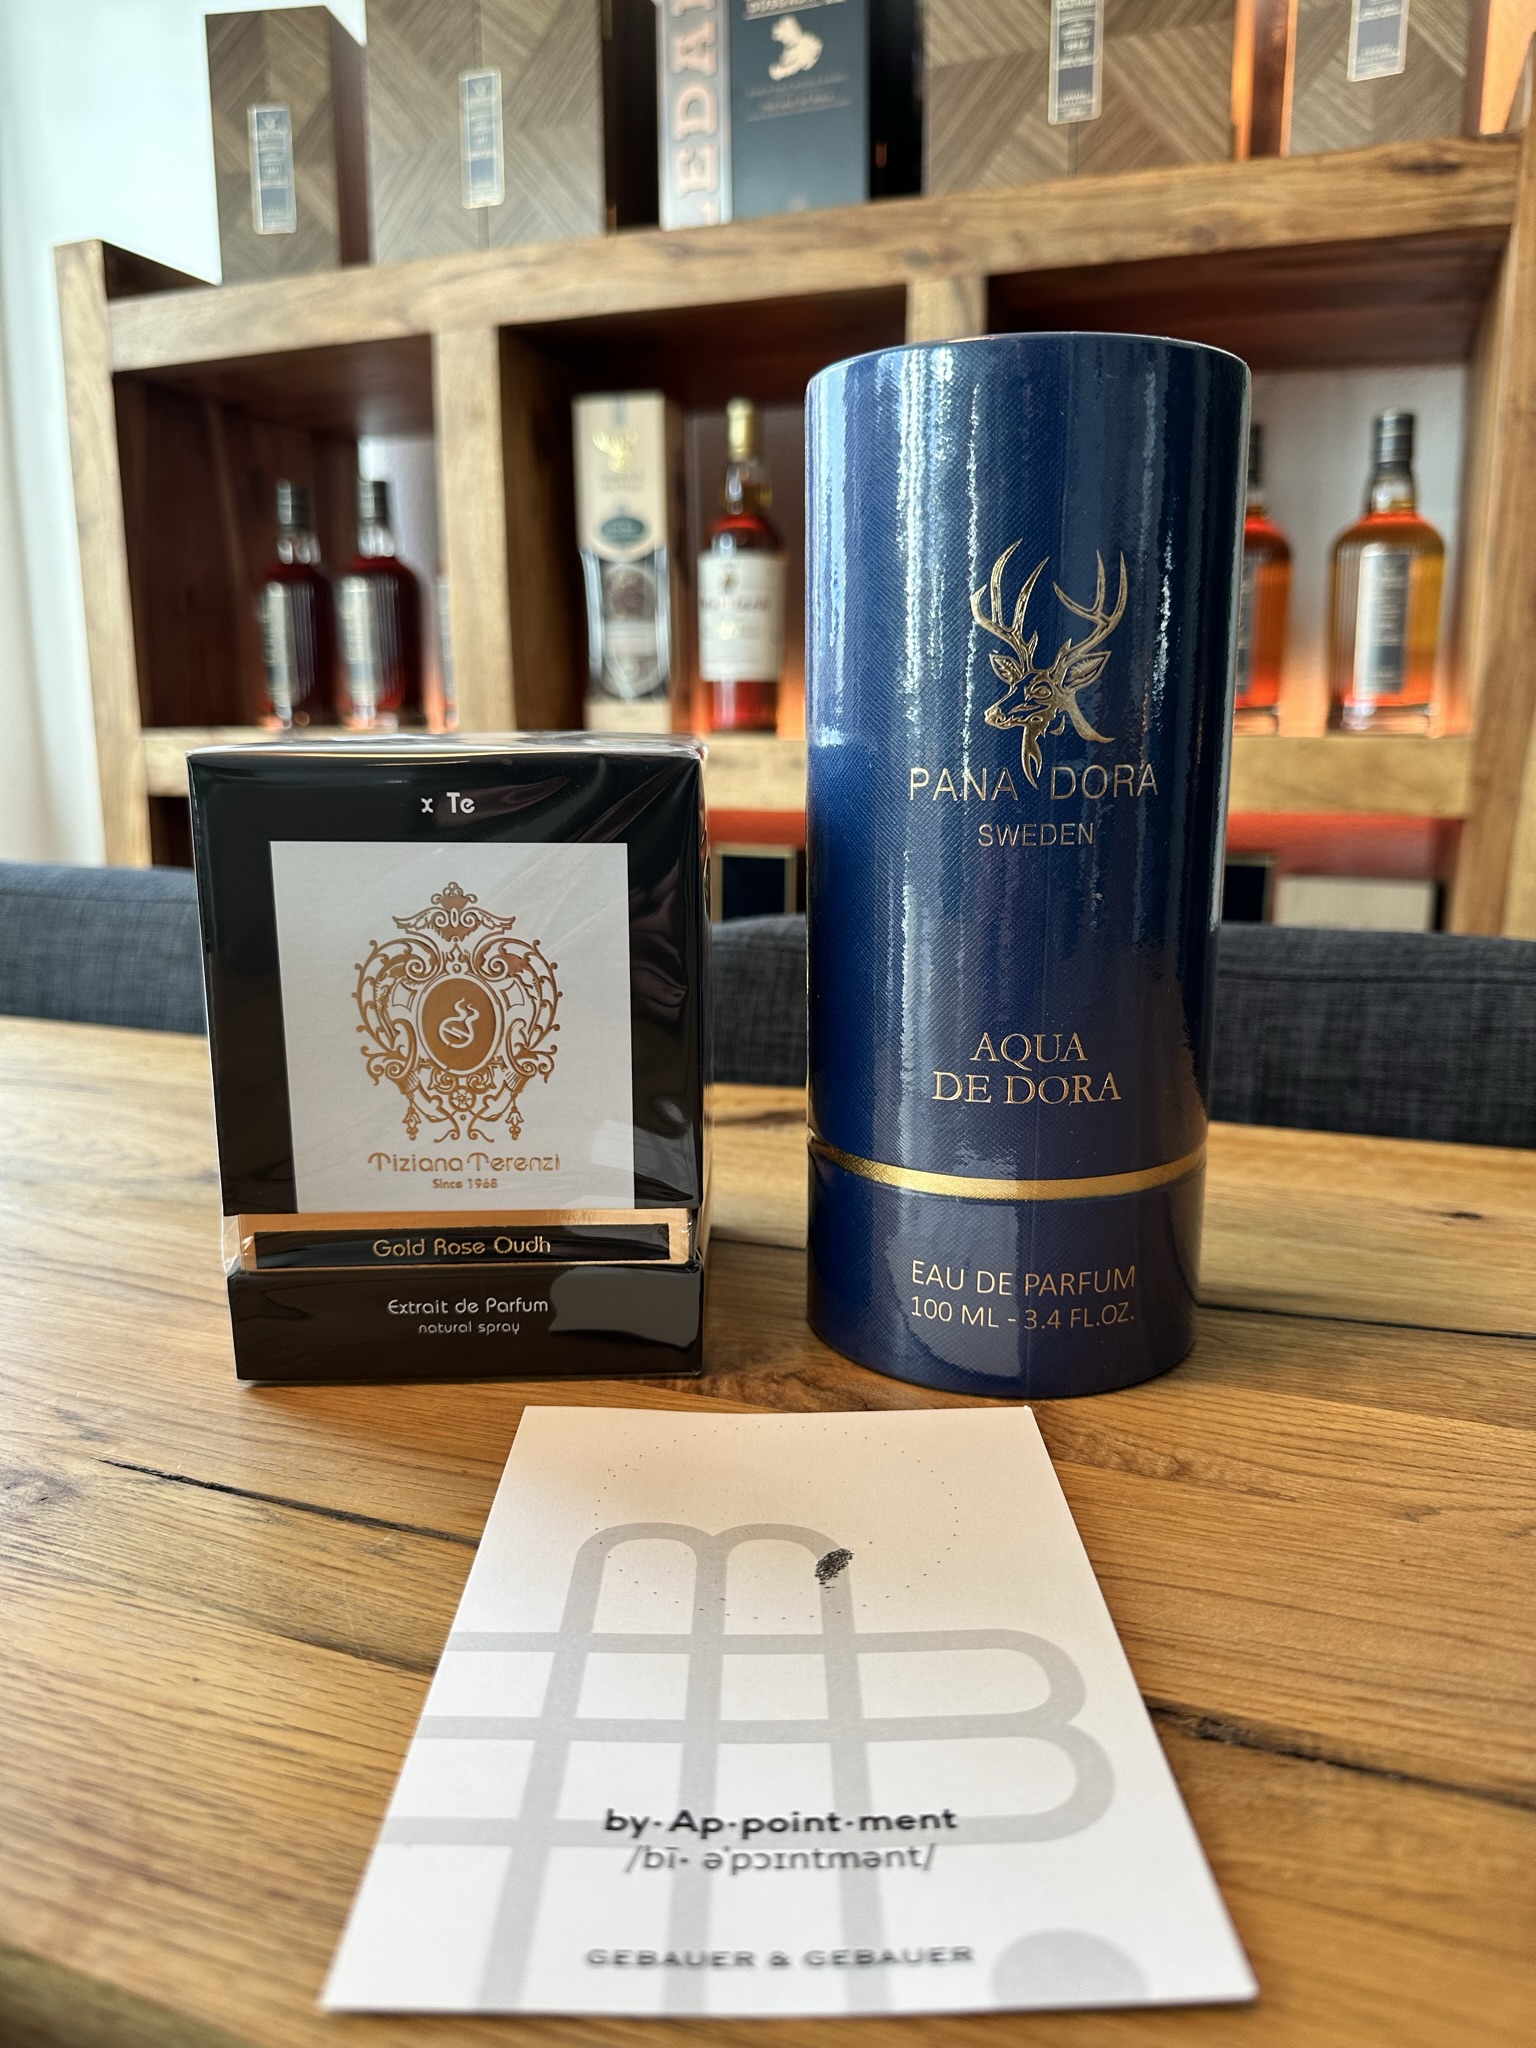 x Te
Tiziana Terenzi
Since 1968
Gold Rose Oudh
Extrait de Parfum
natural spray
PANA DORA
SWEDEN
AQUA
DE DORA
EAU DE PARFUM
100 ML - 3.4 FL.OZ.
by·Ap·point·ment
/bī- ə'pɔɪntmənt/
GEBAUER & GEBAUER